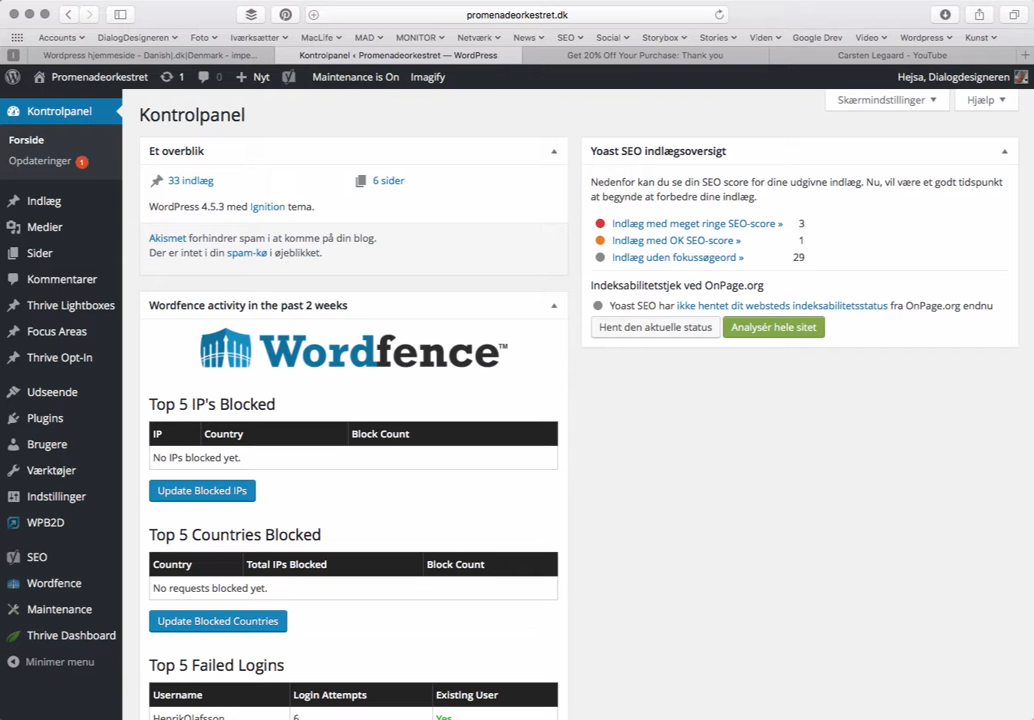 promenadeorkestret.dk
Accounts DialogDesigneren Foto Iværksætter MacLife MAD MONITOR Netværk News SEO Social Storybox Stories Viden Google Drev Video Wordpress Kunst
Wordpress hjemmeside - Danish|.dk|Denmark - impe...
Kontrolpanel ‹ Promenadeorkestret — WordPress
Get 20% Off Your Purchase: Thank you
Carsten Legaard - YouTube
Promenadeorkestret 1 0 Nyt Maintenance is On Imagify
Hejsa, Dialogdesigneren
Skærmindstillinger
Hjælp
Kontrolpanel
Forside
Opdateringer 1
Indlæg
Medier
Sider
Kommentarer
Thrive Lightboxes
Focus Areas
Thrive Opt-In
Udseende
Plugins
Brugere
Værktøjer
Indstillinger
WPB2D
SEO
Wordfence
Maintenance
Thrive Dashboard
Minimer menu
Kontrolpanel
Et overblik
33 indlæg
6 sider
WordPress 4.5.3 med Ignition tema.
Akismet forhindrer spam i at komme på din blog.
Der er intet i din spam-kø i øjeblikket.
Wordfence activity in the past 2 weeks
Wordfence™
Top 5 IP's Blocked
IP Country Block Count
No IPs blocked yet.
Update Blocked IPs
Top 5 Countries Blocked
Country Total IPs Blocked Block Count
No requests blocked yet.
Update Blocked Countries
Top 5 Failed Logins
Username Login Attempts Existing User
HenrikOlafsson 6 Yes
Yoast SEO indlægsoversigt
Nedenfor kan du se din SEO score for dine udgivne indlæg. Nu, vil være et godt tidspunkt
at begynde at forbedre dine indlæg.
Indlæg med meget ringe SEO-score » 3
Indlæg med OK SEO-score » 1
Indlæg uden fokussøgeord » 29
Indeksabilitetstjek ved OnPage.org
Yoast SEO har ikke hentet dit websteds indeksabilitetsstatus fra OnPage.org endnu
Hent den aktuelle status
Analysér hele sitet